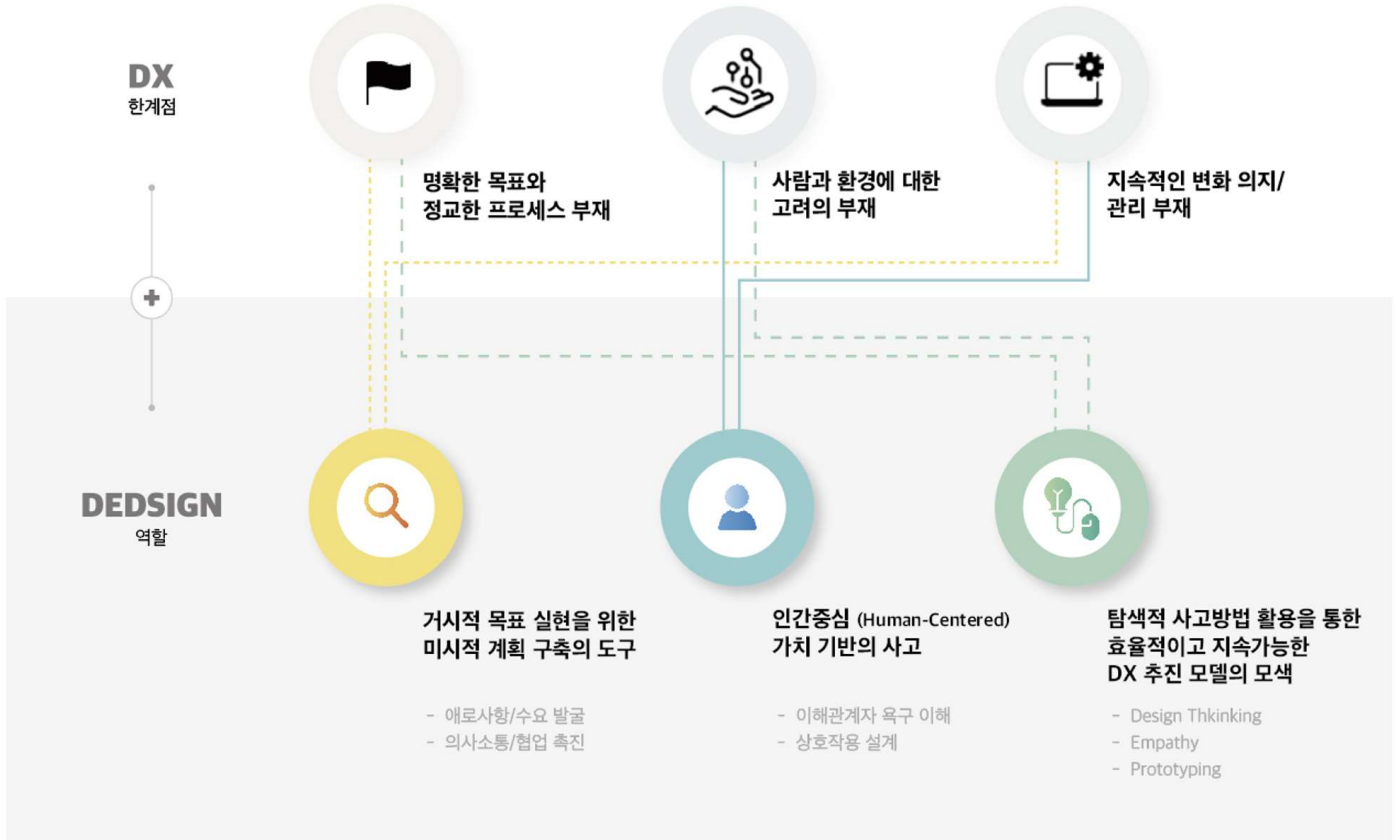 DX
한계점
명확한 목표와
정교한 프로세스 부재
사람과 환경에 대한
고려의 부재
지속적인 변화 의지/
관리 부재
DEDSIGN
역할
거시적 목표 실현을 위한
미시적 계획 구축의 도구
- 애로사항/수요 발굴
- 의사소통/협업 촉진
인간중심 (Human-Centered)
가치 기반의 사고
- 이해관계자 욕구 이해
- 상호작용 설계
탐색적 사고방법 활용을 통한
효율적이고 지속가능한
DX 추진 모델의 모색
- Design Thkinking
- Empathy
- Prototyping